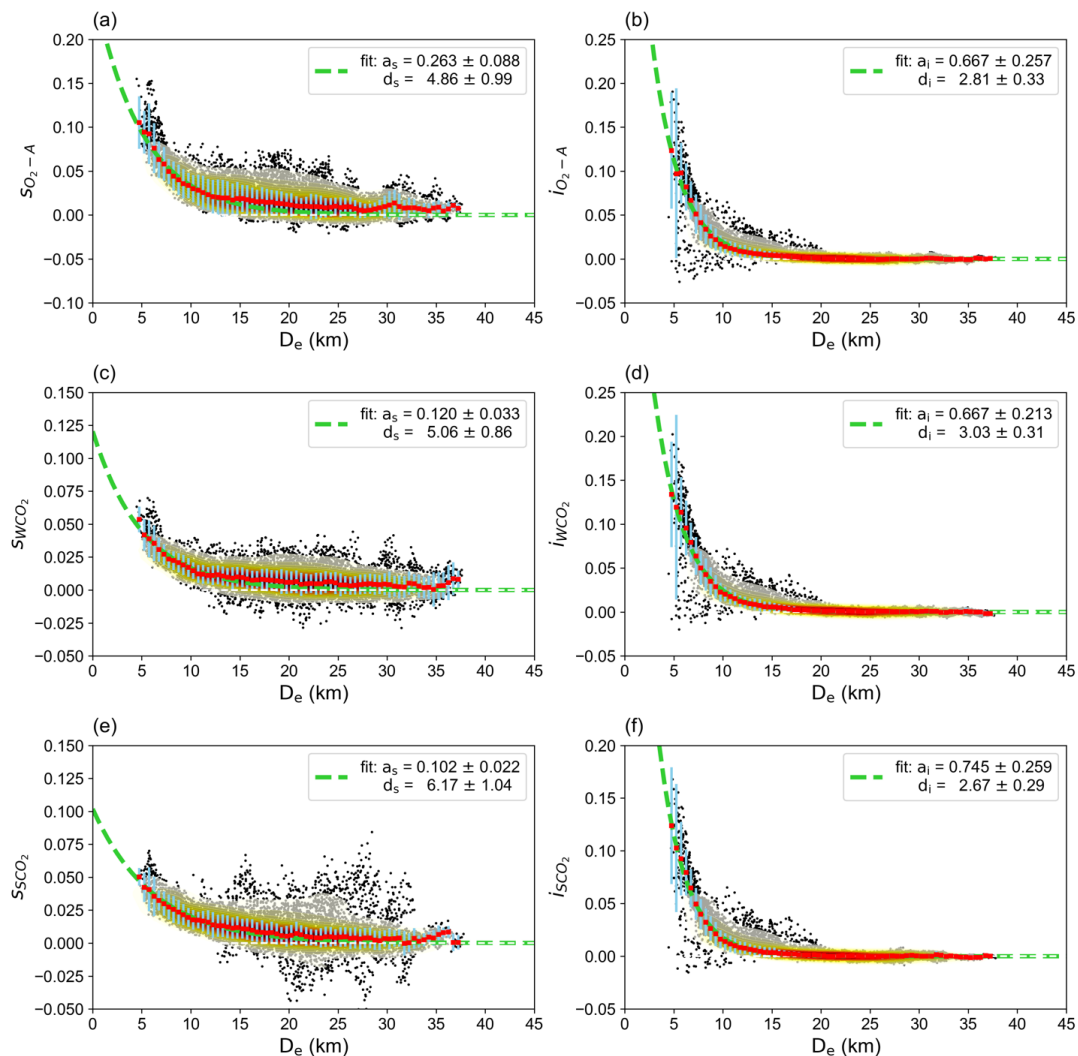 (a)
0.20
0.15
0.10
0.05
0.00
−0.05
−0.10
s_{O_2−A}
fit: a_s = 0.263 ± 0.088
d_s = 4.86 ± 0.99
0 5 10 15 20 25 30 35 40 45
D_e (km)
(b)
0.25
0.20
0.15
0.10
0.05
0.00
−0.05
i_{O_2−A}
fit: a_i = 0.667 ± 0.257
d_i = 2.81 ± 0.33
0 5 10 15 20 25 30 35 40 45
D_e (km)
(c)
0.150
0.125
0.100
0.075
0.050
0.025
0.000
−0.025
−0.050
s_{WCO_2}
fit: a_s = 0.120 ± 0.033
d_s = 5.06 ± 0.86
0 5 10 15 20 25 30 35 40 45
D_e (km)
(d)
0.25
0.20
0.15
0.10
0.05
0.00
−0.05
i_{WCO_2}
fit: a_i = 0.667 ± 0.213
d_i = 3.03 ± 0.31
0 5 10 15 20 25 30 35 40 45
D_e (km)
(e)
0.150
0.125
0.100
0.075
0.050
0.025
0.000
−0.025
−0.050
s_{SCO_2}
fit: a_s = 0.102 ± 0.022
d_s = 6.17 ± 1.04
0 5 10 15 20 25 30 35 40 45
D_e (km)
(f)
0.20
0.15
0.10
0.05
0.00
−0.05
i_{SCO_2}
fit: a_i = 0.745 ± 0.259
d_i = 2.67 ± 0.29
0 5 10 15 20 25 30 35 40 45
D_e (km)